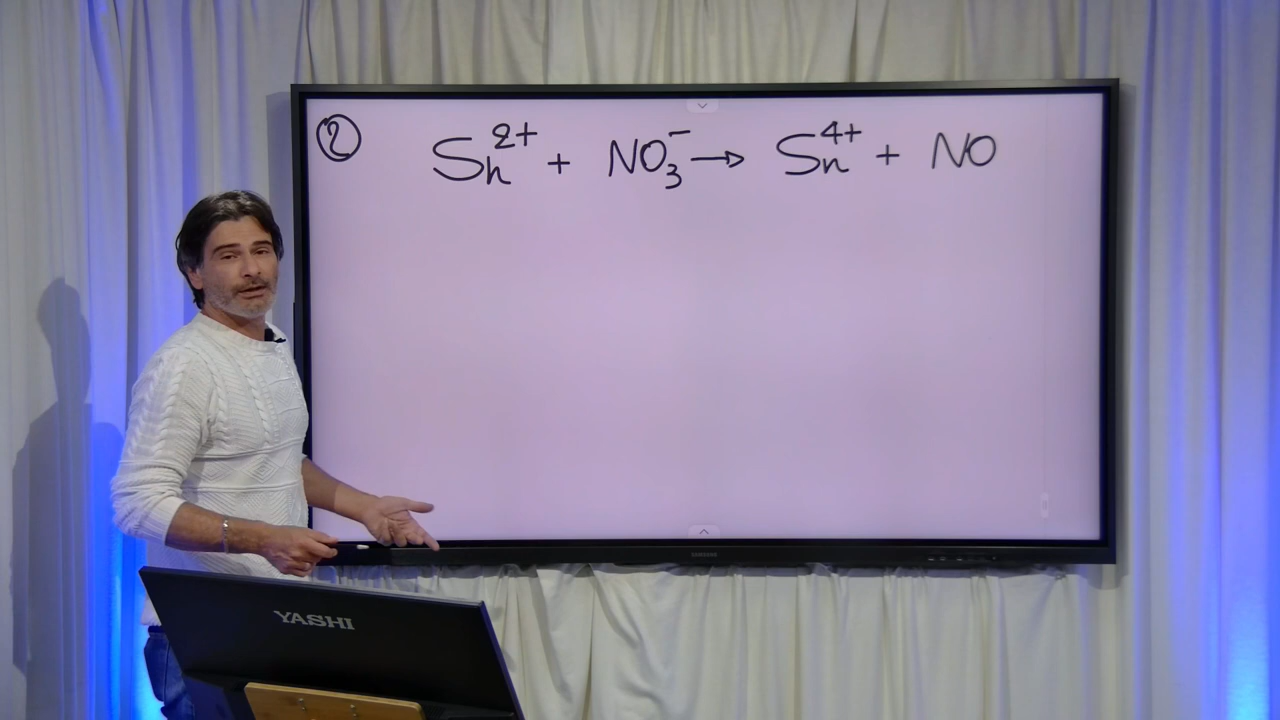 ② Sn²⁺ + NO₃⁻ → Sn⁴⁺ + NO
SAMSUNG
YASHI